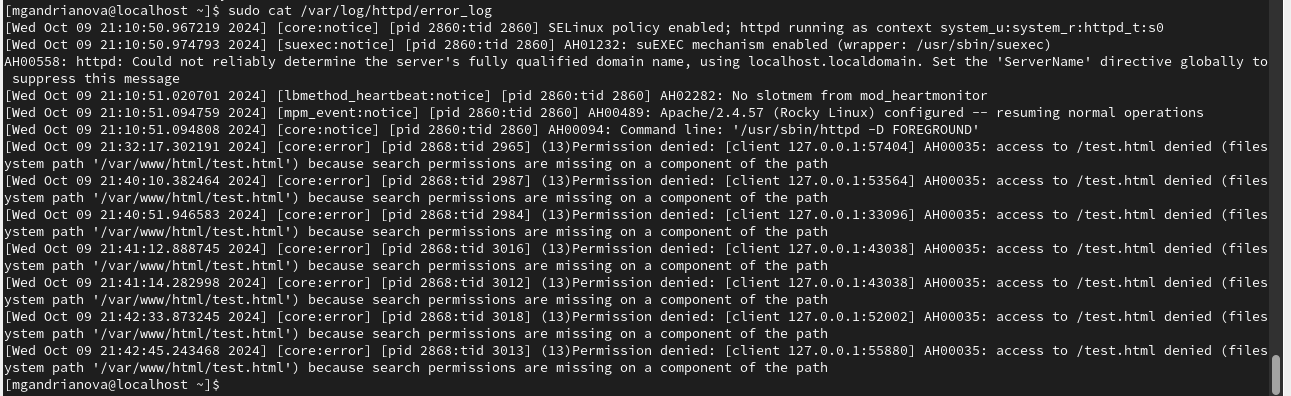 [mgandrianova@localhost ~]$ sudo cat /var/log/httpd/error_log
[Wed Oct 09 21:10:50.967219 2024] [core:notice] [pid 2860:tid 2860] SELinux policy enabled; httpd running as context system_u:system_r:httpd_t:s0
[Wed Oct 09 21:10:50.974793 2024] [suexec:notice] [pid 2860:tid 2860] AH01232: suEXEC mechanism enabled (wrapper: /usr/sbin/suexec)
AH00558: httpd: Could not reliably determine the server's fully qualified domain name, using localhost.localdomain. Set the 'ServerName' directive globally to
 suppress this message
[Wed Oct 09 21:10:51.020701 2024] [lbmethod_heartbeat:notice] [pid 2860:tid 2860] AH02282: No slotmem from mod_heartmonitor
[Wed Oct 09 21:10:51.094759 2024] [mpm_event:notice] [pid 2860:tid 2860] AH00489: Apache/2.4.57 (Rocky Linux) configured -- resuming normal operations
[Wed Oct 09 21:10:51.094808 2024] [core:notice] [pid 2860:tid 2860] AH00094: Command line: '/usr/sbin/httpd -D FOREGROUND'
[Wed Oct 09 21:32:17.302191 2024] [core:error] [pid 2868:tid 2965] (13)Permission denied: [client 127.0.0.1:57404] AH00035: access to /test.html denied (files
ystem path '/var/www/html/test.html') because search permissions are missing on a component of the path
[Wed Oct 09 21:40:10.382464 2024] [core:error] [pid 2868:tid 2987] (13)Permission denied: [client 127.0.0.1:53564] AH00035: access to /test.html denied (files
ystem path '/var/www/html/test.html') because search permissions are missing on a component of the path
[Wed Oct 09 21:40:51.946583 2024] [core:error] [pid 2868:tid 2984] (13)Permission denied: [client 127.0.0.1:33096] AH00035: access to /test.html denied (files
ystem path '/var/www/html/test.html') because search permissions are missing on a component of the path
[Wed Oct 09 21:41:12.888745 2024] [core:error] [pid 2868:tid 3016] (13)Permission denied: [client 127.0.0.1:43038] AH00035: access to /test.html denied (files
ystem path '/var/www/html/test.html') because search permissions are missing on a component of the path
[Wed Oct 09 21:41:14.282998 2024] [core:error] [pid 2868:tid 3012] (13)Permission denied: [client 127.0.0.1:43038] AH00035: access to /test.html denied (files
ystem path '/var/www/html/test.html') because search permissions are missing on a component of the path
[Wed Oct 09 21:42:33.873245 2024] [core:error] [pid 2868:tid 3018] (13)Permission denied: [client 127.0.0.1:52002] AH00035: access to /test.html denied (files
ystem path '/var/www/html/test.html') because search permissions are missing on a component of the path
[Wed Oct 09 21:42:45.243468 2024] [core:error] [pid 2868:tid 3013] (13)Permission denied: [client 127.0.0.1:55880] AH00035: access to /test.html denied (files
ystem path '/var/www/html/test.html') because search permissions are missing on a component of the path
[mgandrianova@localhost ~]$